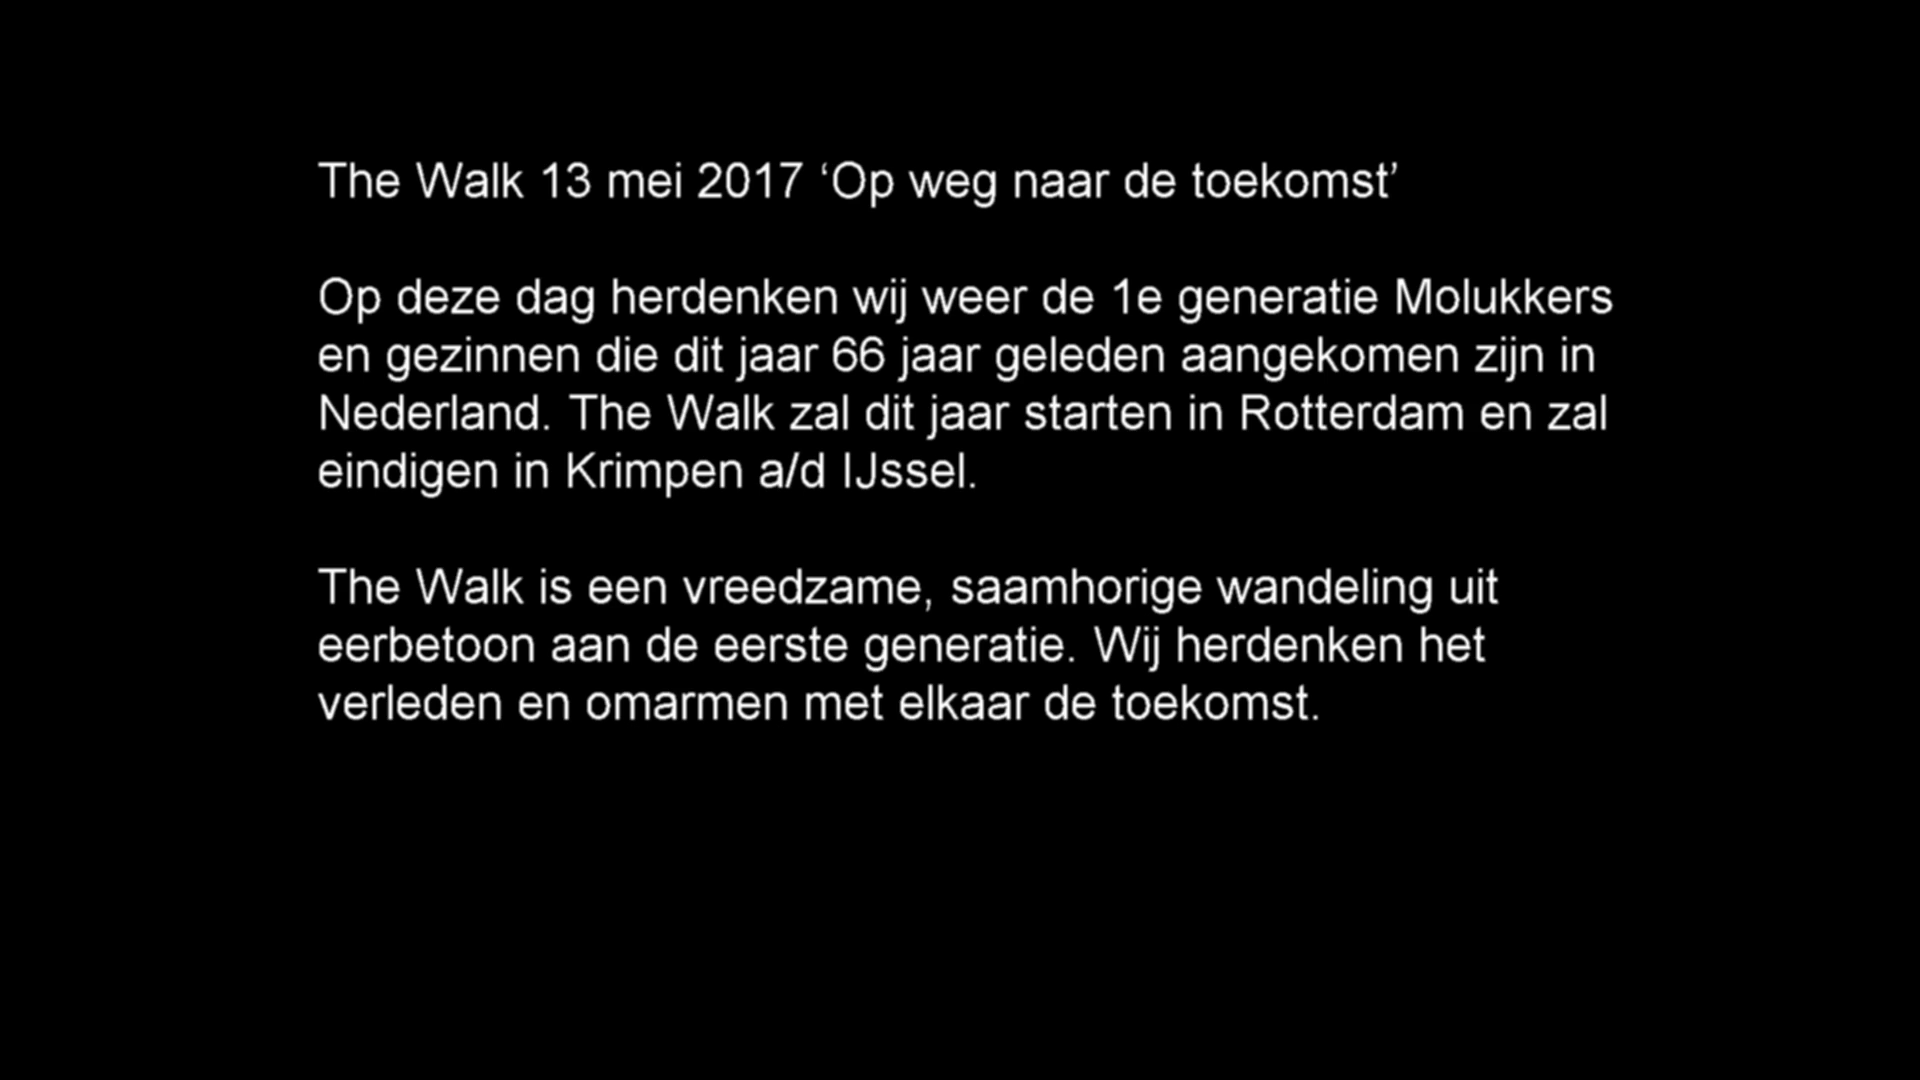 The Walk 13 mei 2017 ‘Op weg naar de toekomst’
Op deze dag herdenken wij weer de 1e generatie Molukkers
en gezinnen die dit jaar 66 jaar geleden aangekomen zijn in
Nederland. The Walk zal dit jaar starten in Rotterdam en zal
eindigen in Krimpen a/d IJssel.
The Walk is een vreedzame, saamhorige wandeling uit
eerbetoon aan de eerste generatie. Wij herdenken het
verleden en omarmen met elkaar de toekomst.